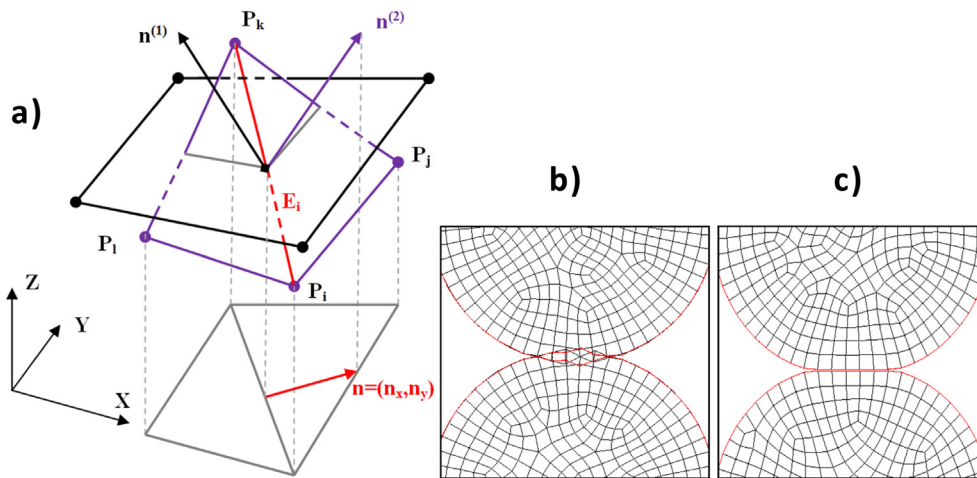 a)
n(1)
Pk
n(2)
Pj
Ei
Pl
Pi
Z
Y
X
n=(nx,ny)
b)
c)